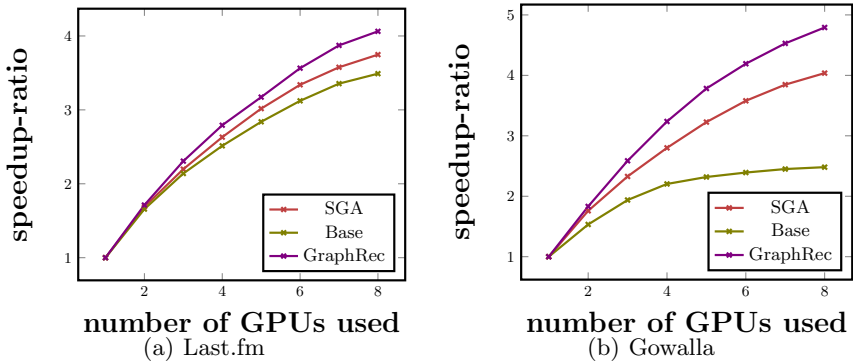 speedup-ratio
4
3
2
1
2
4
6
8
SGA
Base
GraphRec
number of GPUs used
(a) Last.fm
speedup-ratio
5
4
3
2
1
2
4
6
8
SGA
Base
GraphRec
number of GPUs used
(b) Gowalla